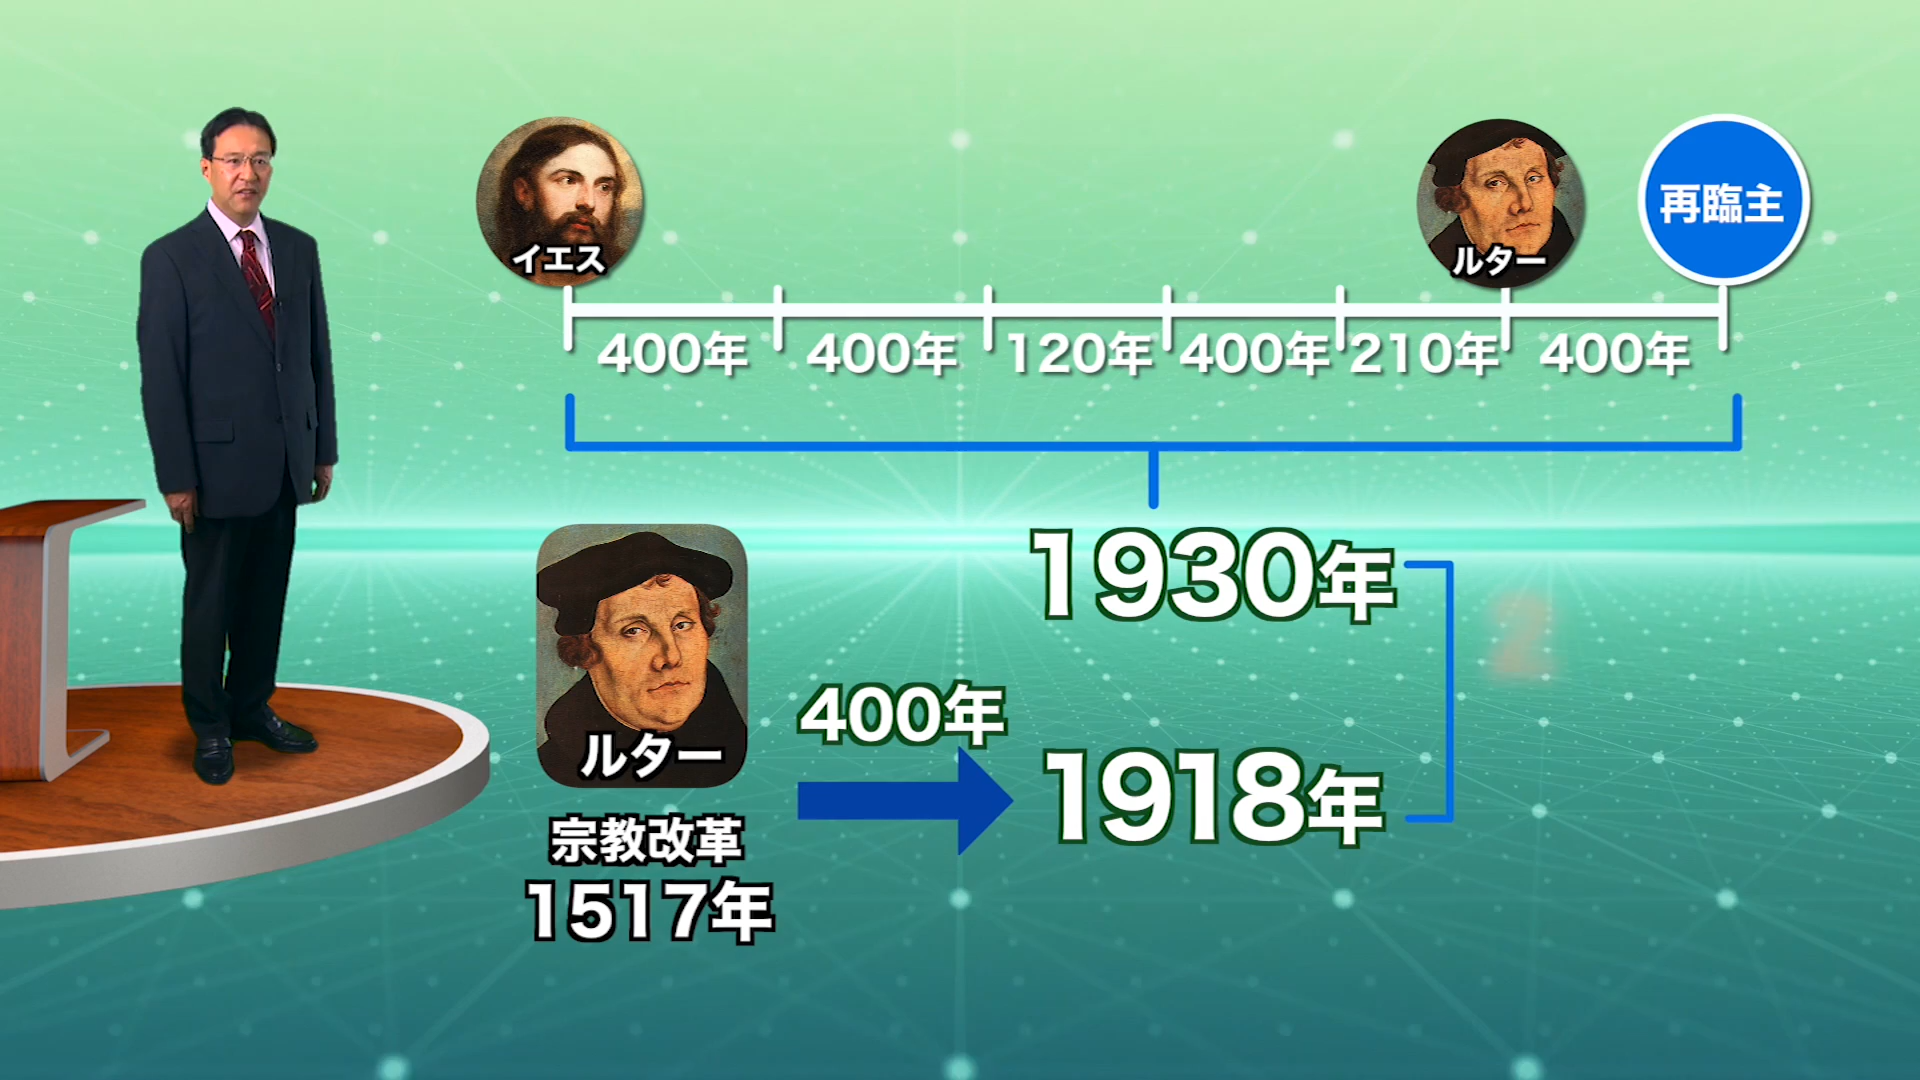 イエス
ルター
再臨主
400年
400年
120年
400年
210年
400年
1930年
2
ルター
400年
1918年
宗教改革
1517年